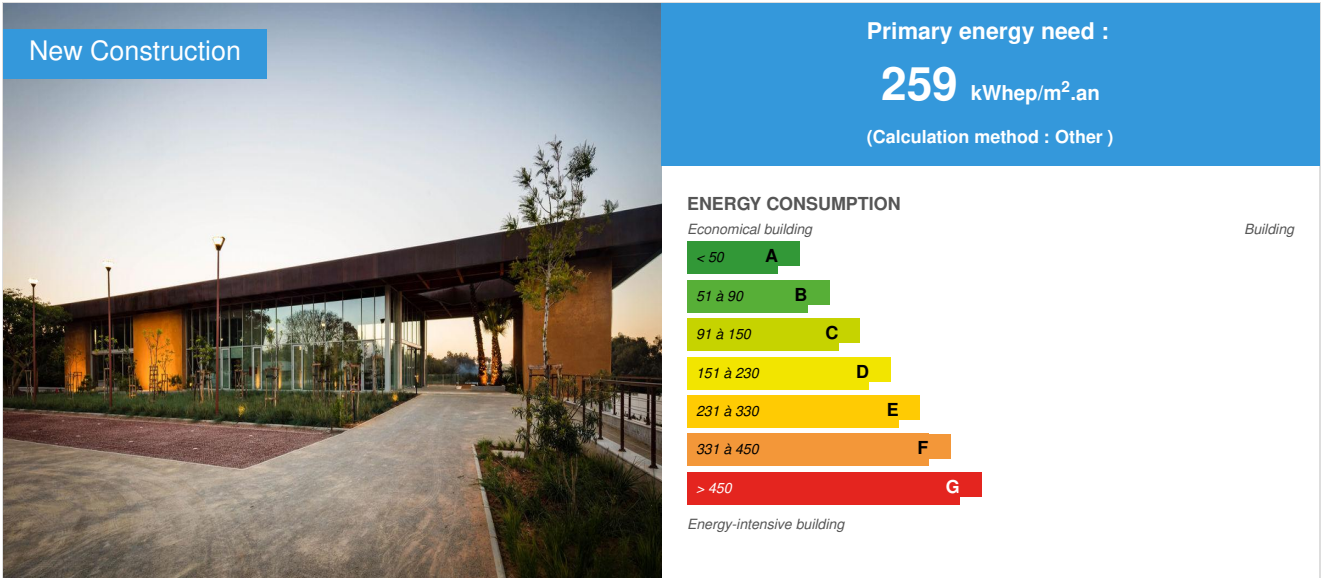 New Construction
Primary energy need :
259 kWhep/m².an
(Calculation method : Other )
ENERGY CONSUMPTION
Economical building
Building
< 50 A
51 à 90 B
91 à 150 C
151 à 230 D
231 à 330 E
331 à 450 F
> 450 G
Energy-intensive building